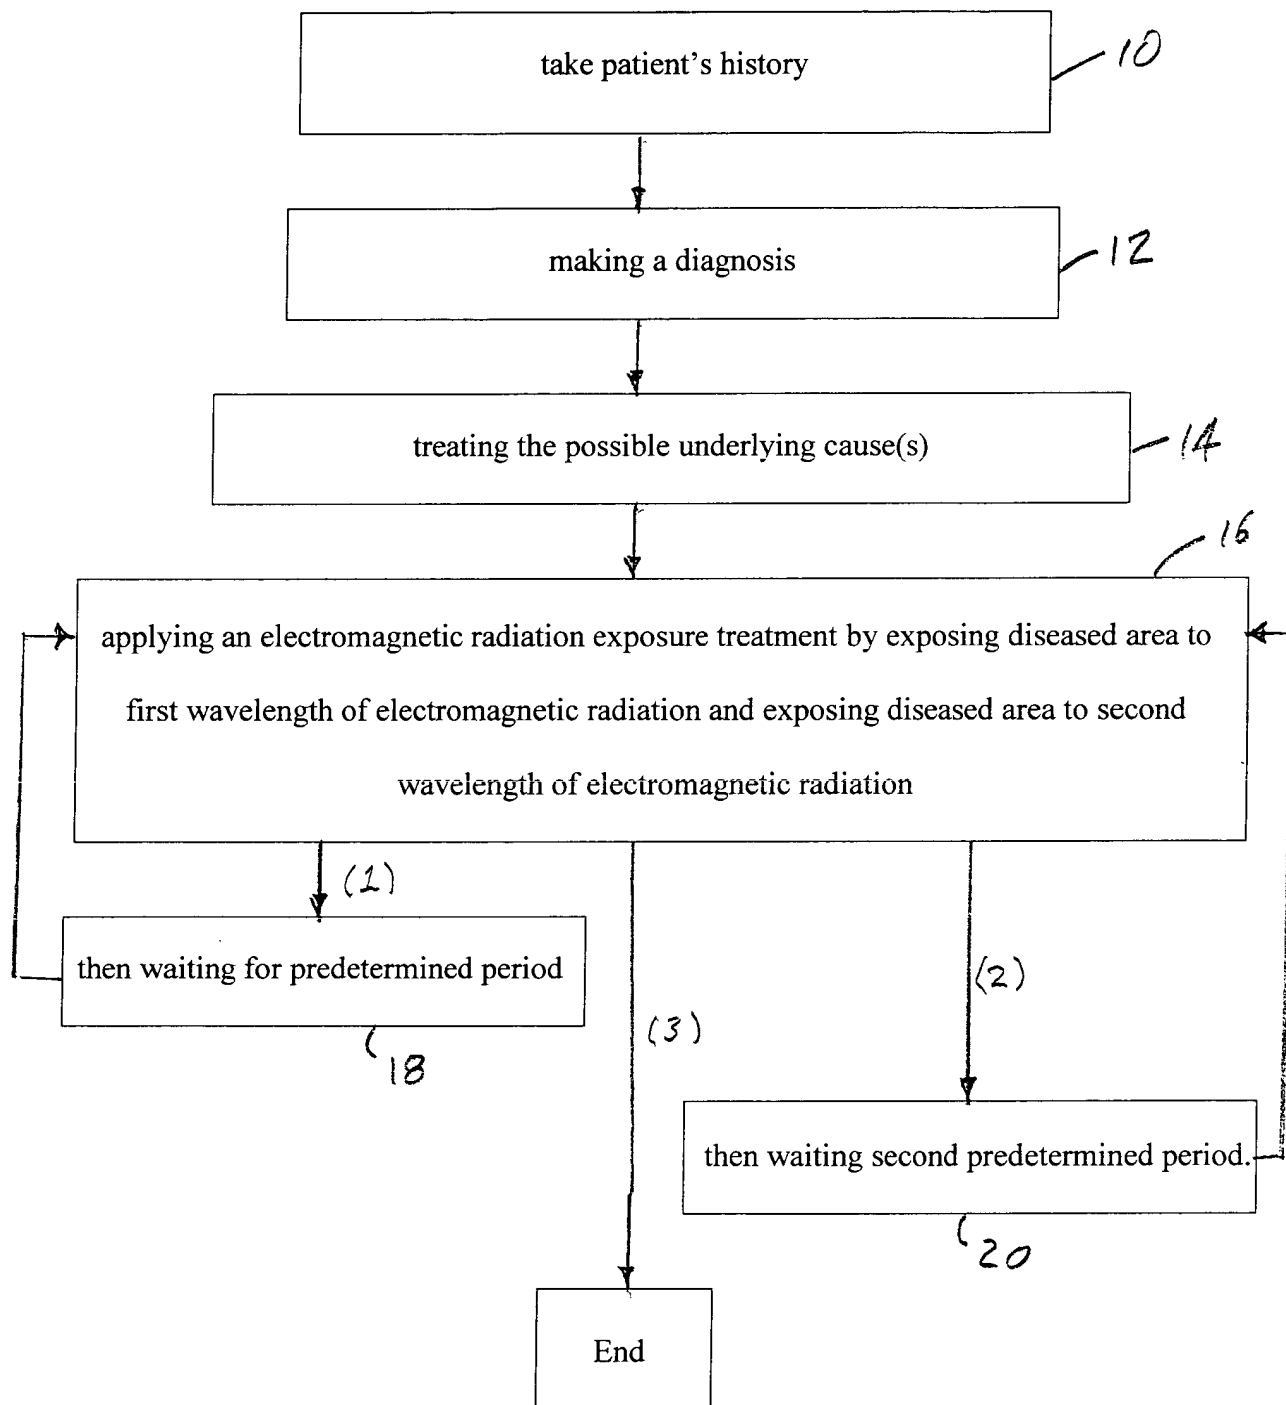 take patient's history
10
making a diagnosis
12
treating the possible underlying cause(s)
14
16
applying an electromagnetic radiation exposure treatment by exposing diseased area to
first wavelength of electromagnetic radiation and exposing diseased area to second
wavelength of electromagnetic radiation
(1)
then waiting for predetermined period
18
(2)
(3)
then waiting second predetermined period.
20
End